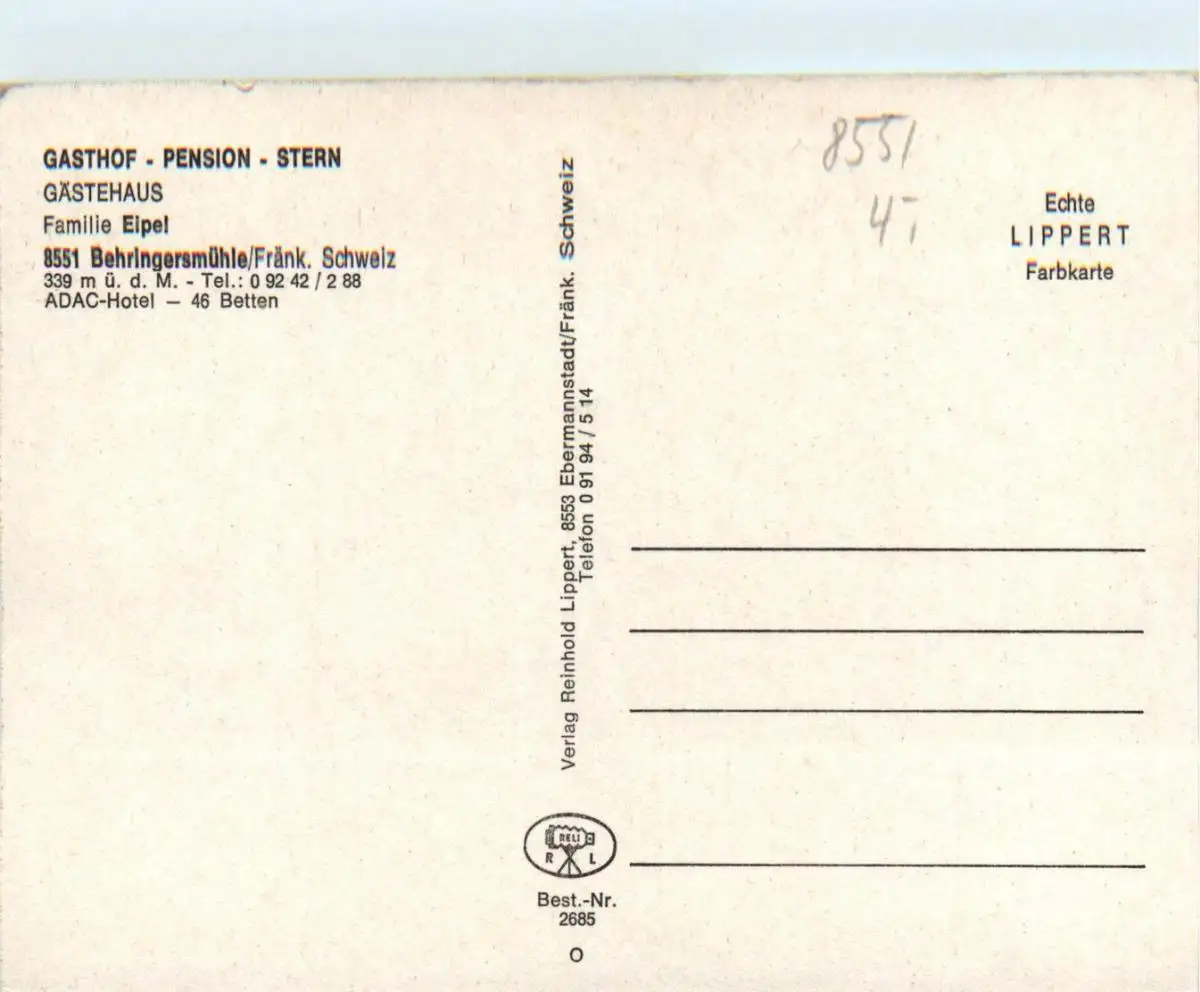 GASTHOF - PENSION - STERN
GÄSTEHAUS
Familie Eipel
8551 Behringersmühle/Fränk. Schweiz
339 m ü. d. M. - Tel.: 0 92 42 / 2 88
ADAC-Hotel — 46 Betten
Verlag Reinhold Lippert, 8553 Ebermannstadt/Fränk. Schweiz
Telefon 0 91 94 / 5 14
RELI
R L
Best.-Nr.
2685
O
8551
4,-
Echte
LIPPERT
Farbkarte